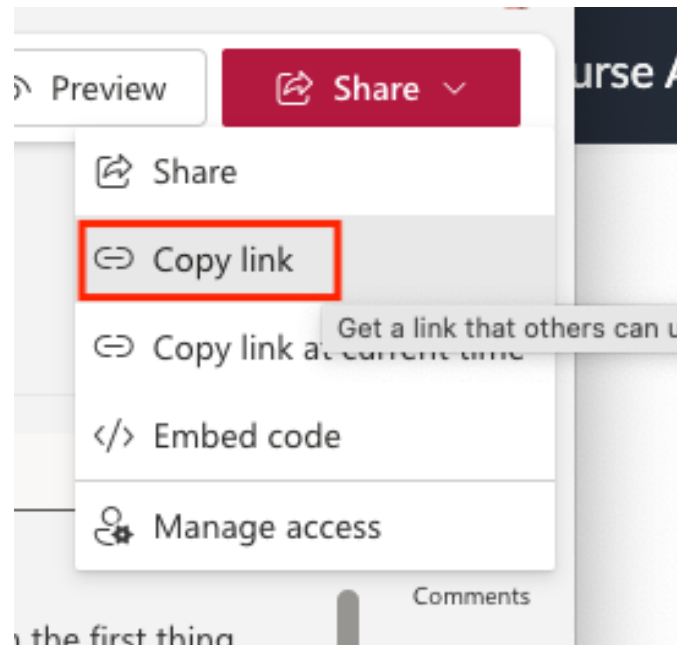 Preview
Share
urse A
Share
Copy link
Get a link that others can u
Copy link at current time
</> Embed code
Manage access
Comments
the first thing